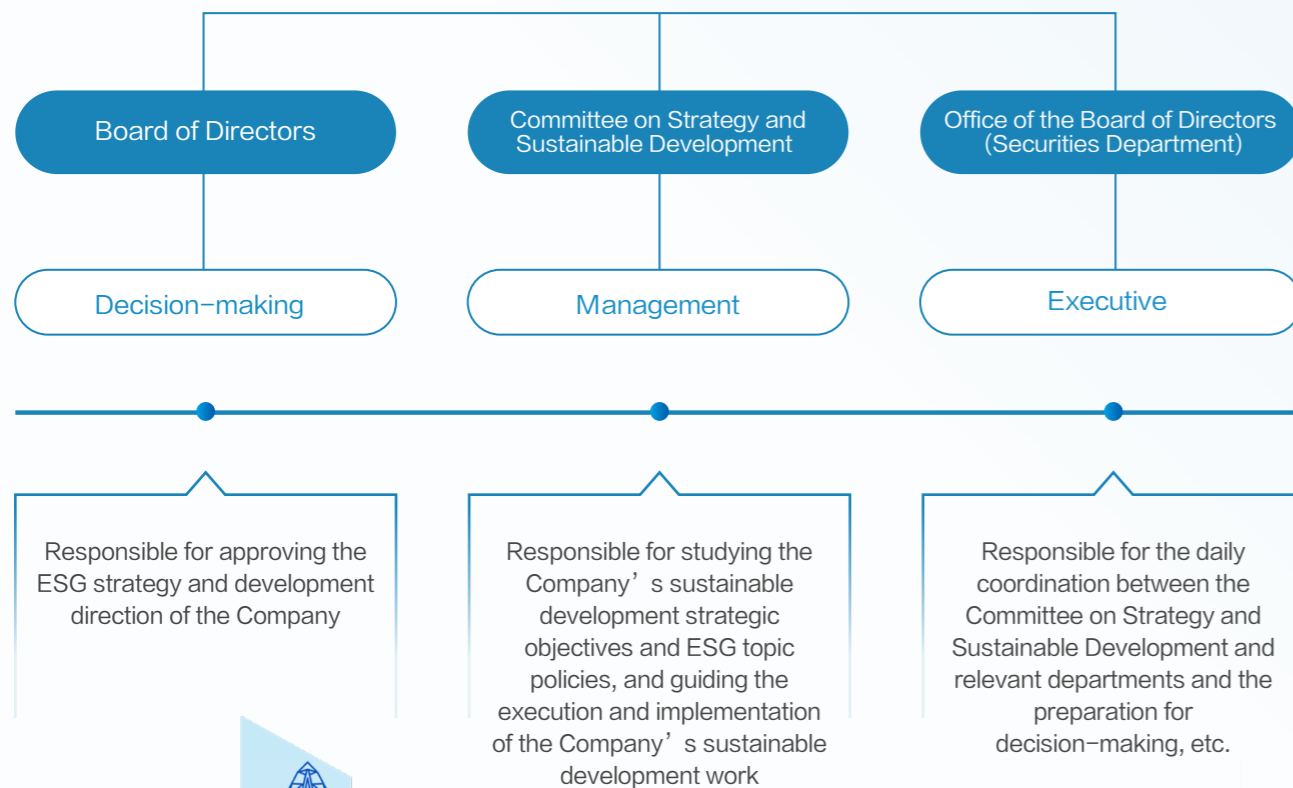 Board of Directors
Committee on Strategy and
Sustainable Development
Office of the Board of Directors
(Securities Department)
Decision-making
Management
Executive
Responsible for approving the
ESG strategy and development
direction of the Company
Responsible for studying the
Company’s sustainable
development strategic
objectives and ESG topic
policies, and guiding the
execution and implementation
of the Company’s sustainable
development work
Responsible for the daily
coordination between the
Committee on Strategy and
Sustainable Development and
relevant departments and the
preparation for
decision-making, etc.